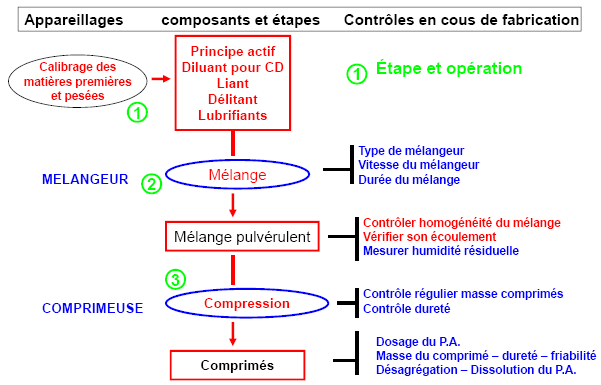 Appareillages composants et étapes Contrôles en cous de fabrication
Calibrage des
matières premières
et pesées
1
Principe actif
Diluant pour CD
Liant
Délitant
Lubrifiants
1 Étape et opération
MELANGEUR
2
Mélange
Type de mélangeur
Vitesse du mélangeur
Durée du mélange
Mélange pulvérulent
Contrôler homogénéité du mélange
Vérifier son écoulement
Mesurer humidité résiduelle
3
COMPRIMEUSE
Compression
Contrôle régulier masse comprimés
Contrôle dureté
Comprimés
Dosage du P.A.
Masse du comprimé – dureté – friabilité
Désagrégation – Dissolution du P.A.